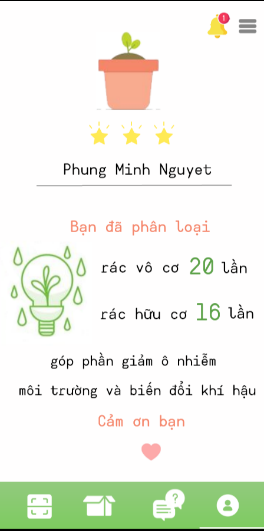 1
Phung Minh Nguyet
Bạn đã phân loại
rác vô cơ 20 lần
rác hữu cơ 16 lần
góp phần giảm ô nhiễm
môi trường và biến đổi khí hậu
Cảm ơn bạn
?